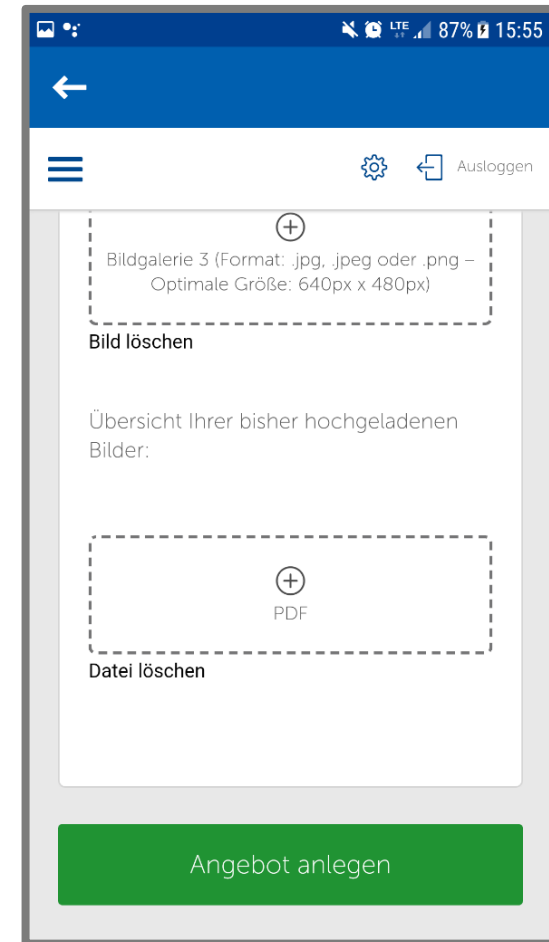 LTE 87% 15:55
Ausloggen
Bildgalerie 3 (Format: .jpg, .jpeg oder .png –
Optimale Größe: 640px x 480px)
Bild löschen
Übersicht Ihrer bisher hochgeladenen
Bilder:
PDF
Datei löschen
Angebot anlegen